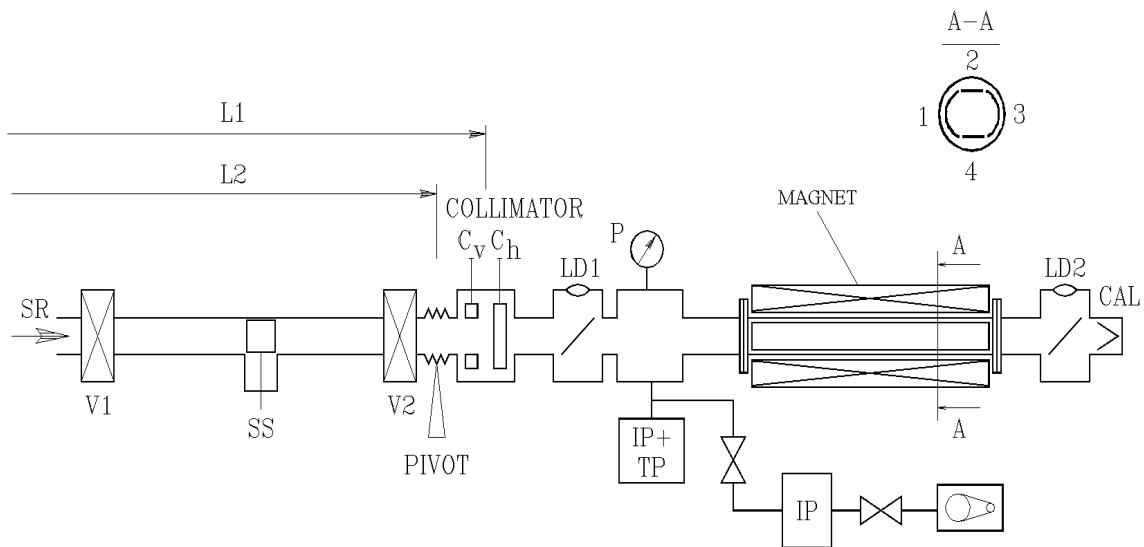 A-A
2
1
3
4
L1
L2
COLLIMATOR
Cv Ch
P
MAGNET
LD1
A
LD2
SR
CAL
V1
SS
V2
PIVOT
IP+
TP
A
IP